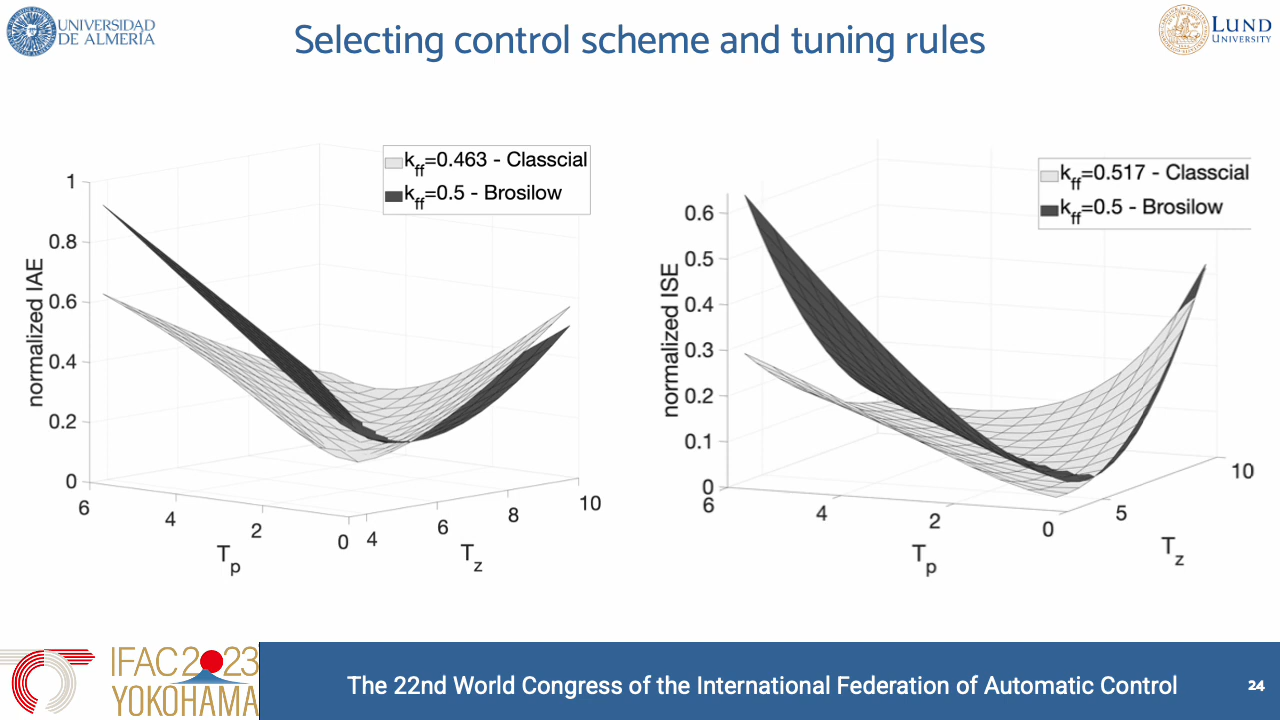 UNIVERSIDAD
DE ALMERÍA
Selecting control scheme and tuning rules
LUND
UNIVERSITY
kff=0.463 - Classcial
kff=0.5 - Brosilow
1
0.8
0.6
0.4
0.2
0
normalized IAE
6
4
2
0
Tp
4
6
8
10
Tz
kff=0.517 - Classcial
kff=0.5 - Brosilow
0.6
0.5
0.4
0.3
0.2
0.1
0
normalized ISE
6
4
2
0
Tp
5
10
Tz
IFAC 2023
YOKOHAMA
The 22nd World Congress of the International Federation of Automatic Control
24